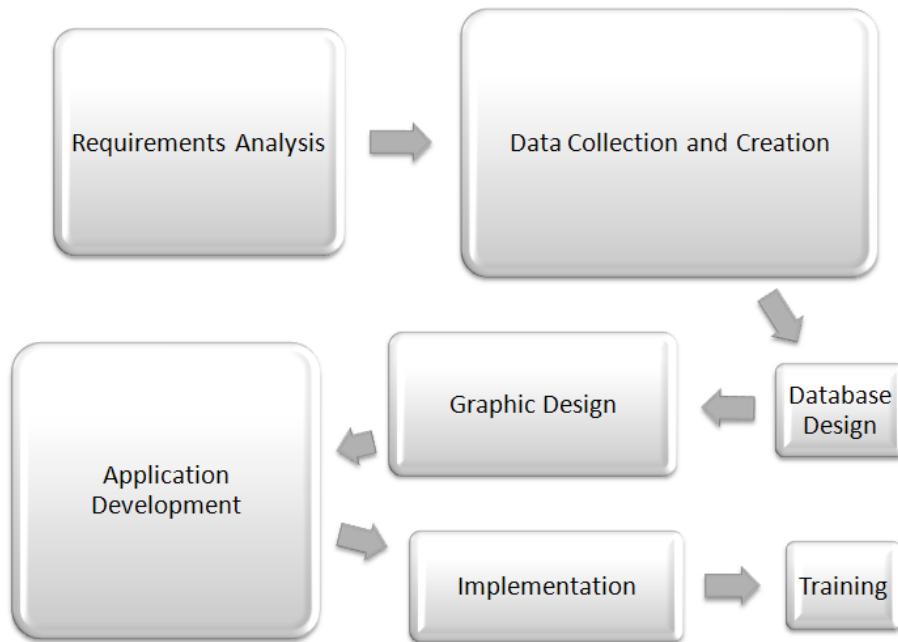 Requirements Analysis
Data Collection and Creation
Database
Design
Graphic Design
Application
Development
Implementation
Training